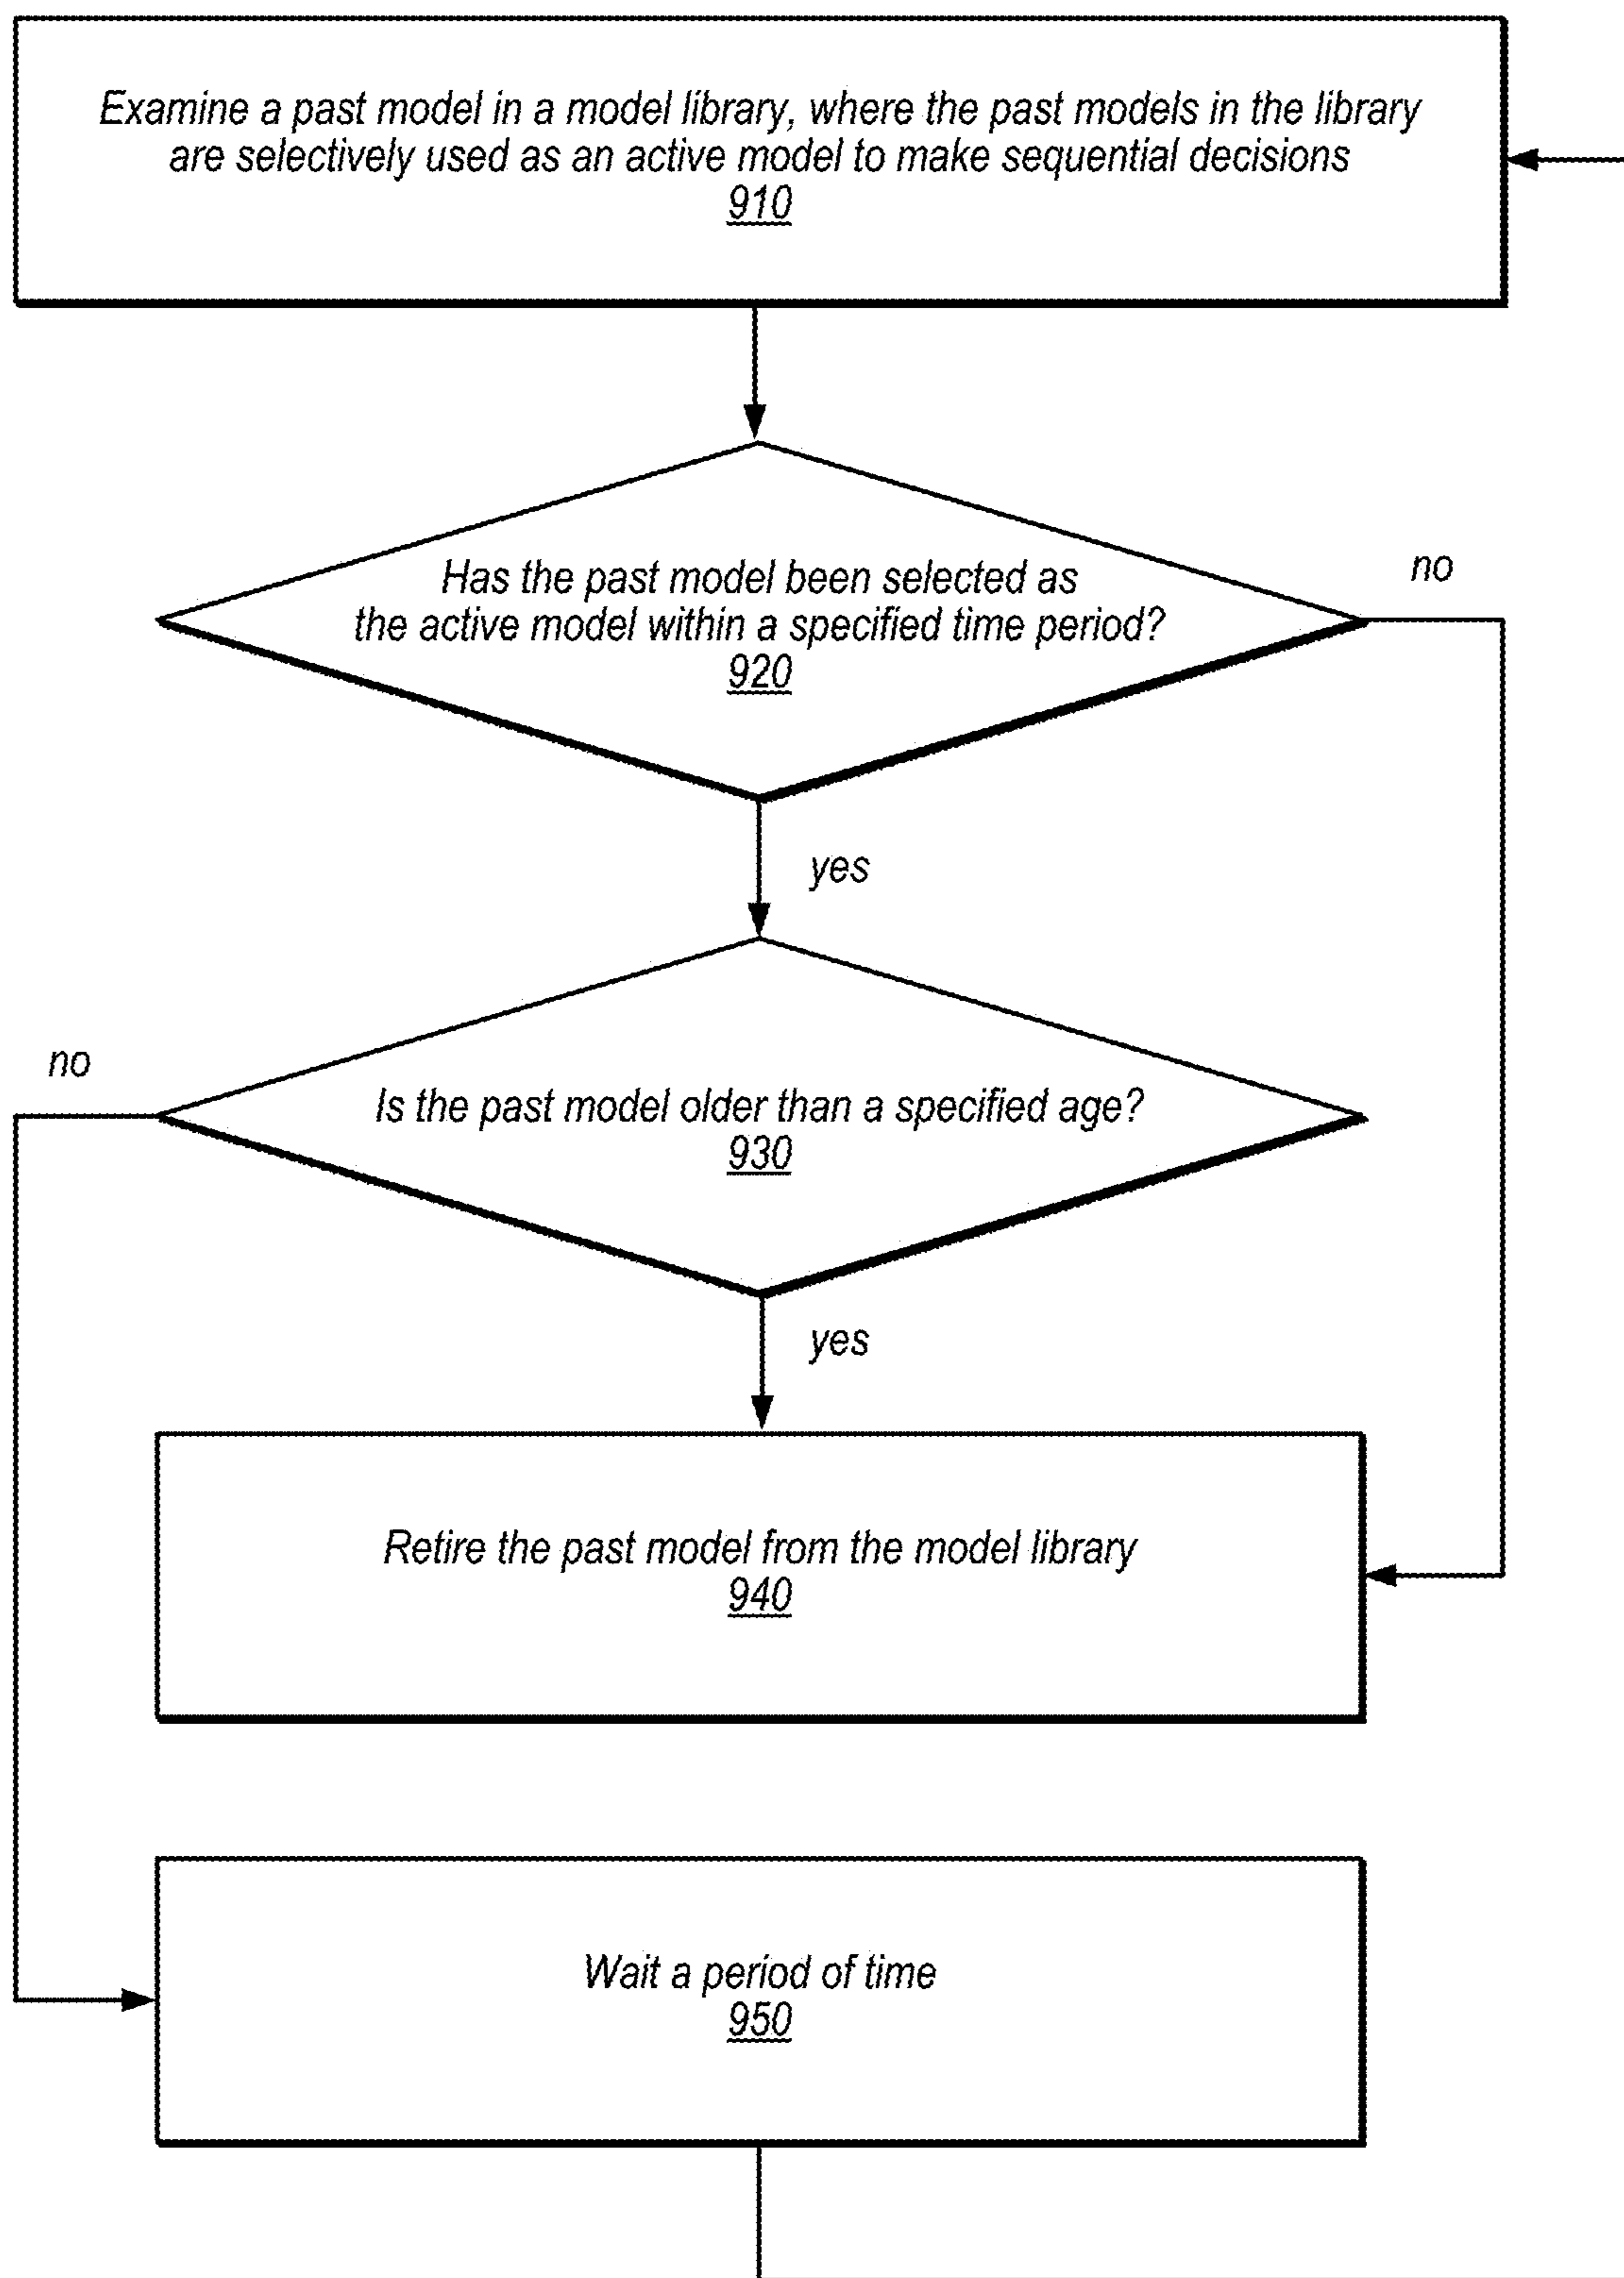 Examine a past model in a model library, where the past models in the library
are selectively used as an active model to make sequential decisions
910
Has the past model been selected as
the active model within a specified time period?
920
no
yes
no
Is the past model older than a specified age?
930
yes
Retire the past model from the model library
940
Wait a period of time
950